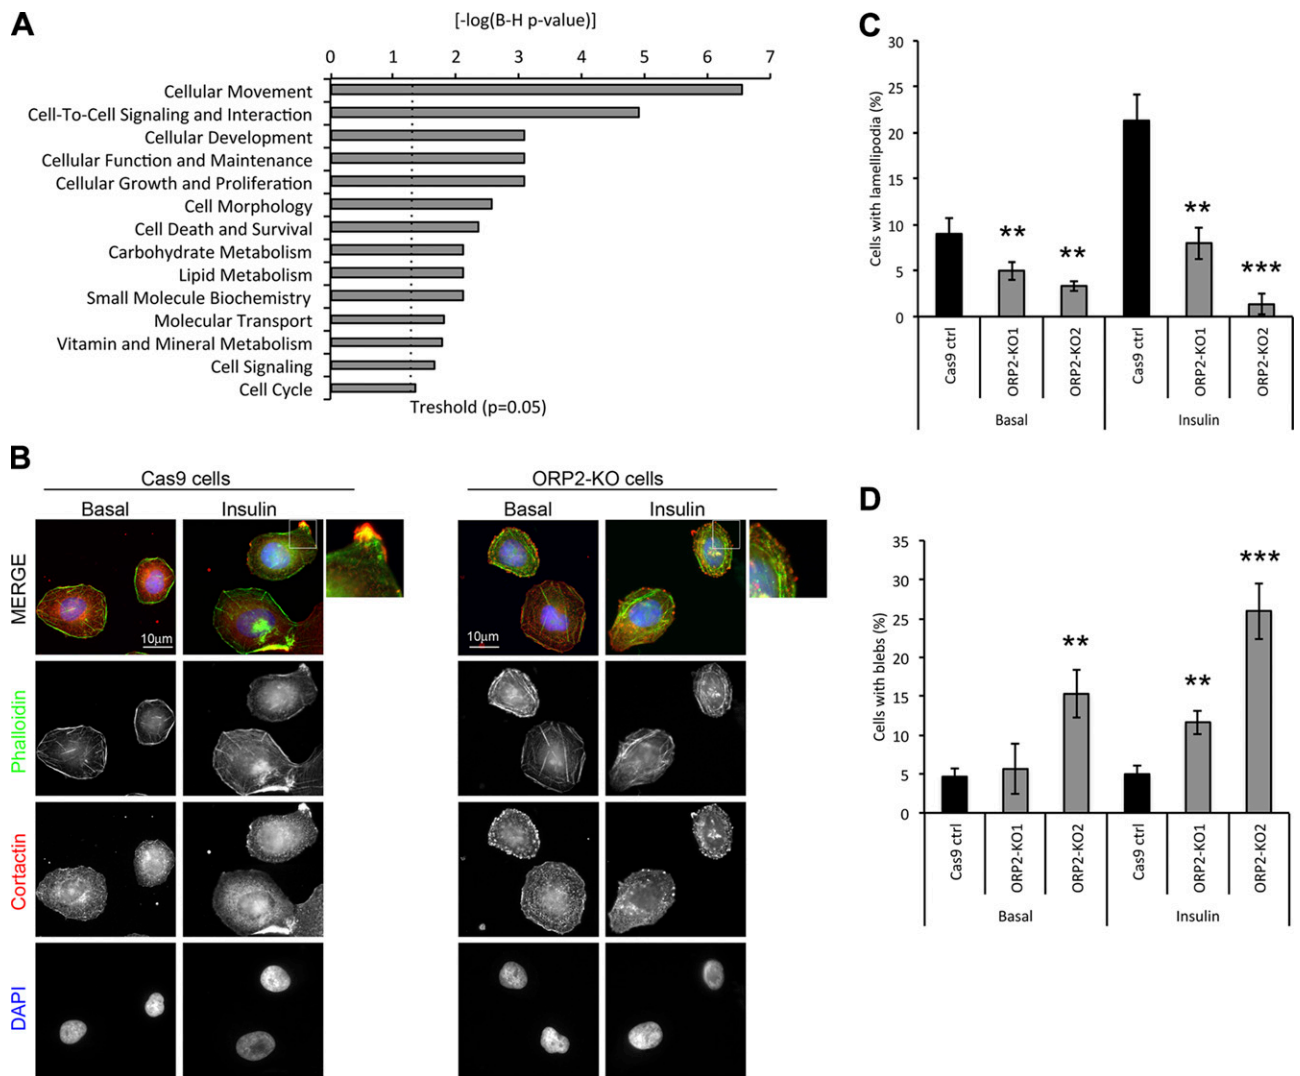 A
[-log(B-H p-value)]
0 1 2 3 4 5 6 7
Cellular Movement
Cell-To-Cell Signaling and Interaction
Cellular Development
Cellular Function and Maintenance
Cellular Growth and Proliferation
Cell Morphology
Cell Death and Survival
Carbohydrate Metabolism
Lipid Metabolism
Small Molecule Biochemistry
Molecular Transport
Vitamin and Mineral Metabolism
Cell Signaling
Cell Cycle
Treshold (p=0.05)
B
Cas9 cells
ORP2-KO cells
Basal
Insulin
Basal
Insulin
MERGE
10µm
10µm
Phalloidin
Cortactin
DAPI
C
Cells with lamellipodia (%)
30
25
20
15
10
5
0
** ** ** ***
Cas9 ctrl
ORP2-KO1
ORP2-KO2
Cas9 ctrl
ORP2-KO1
ORP2-KO2
Basal
Insulin
D
Cells with blebs (%)
35
30
25
20
15
10
5
0
** ** ***
Cas9 ctrl
ORP2-KO1
ORP2-KO2
Cas9 ctrl
ORP2-KO1
ORP2-KO2
Basal
Insulin